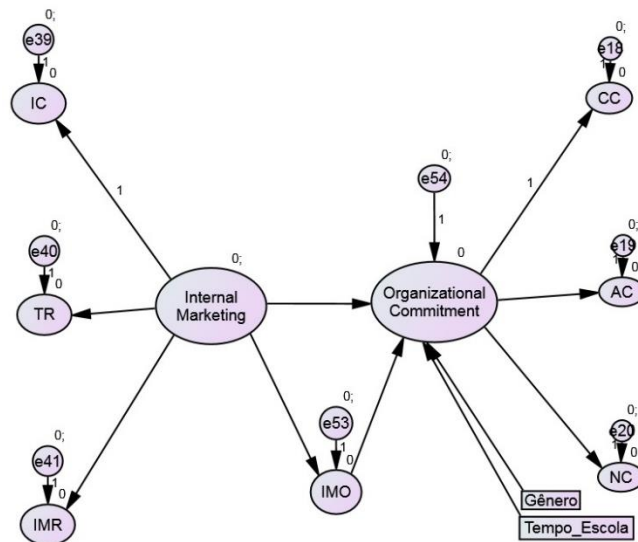 0;
e39
1
0
IC
0;
e18
1
0
CC
1
1
0;
e54
1
0
0;
e40
1
0
TR
0;
Internal
Marketing
Organizational
Commitment
0;
e19
1
0
AC
0;
e41
1
0
IMR
0;
e53
1
0
IMO
0;
e20
1
0
NC
Gênero
Tempo_Escola